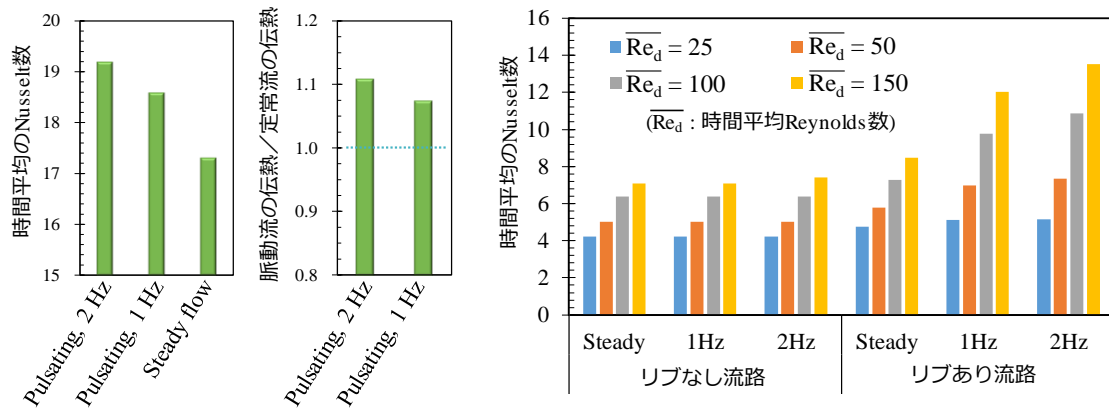 時間平均のNusselt数
20
19
18
17
16
15
Pulsating, 2 Hz
Pulsating, 1 Hz
Steady flow
脈動流の伝熱／定常流の伝熱
1.2
1.1
1.0
0.9
0.8
Pulsating, 2 Hz
Pulsating, 1 Hz
時間平均のNusselt数
16
14
12
10
8
6
4
2
0
Re_d = 25
Re_d = 50
Re_d = 100
Re_d = 150
(Re_d : 時間平均Reynolds数)
Steady 1Hz 2Hz Steady 1Hz 2Hz
リブなし流路 リブあり流路